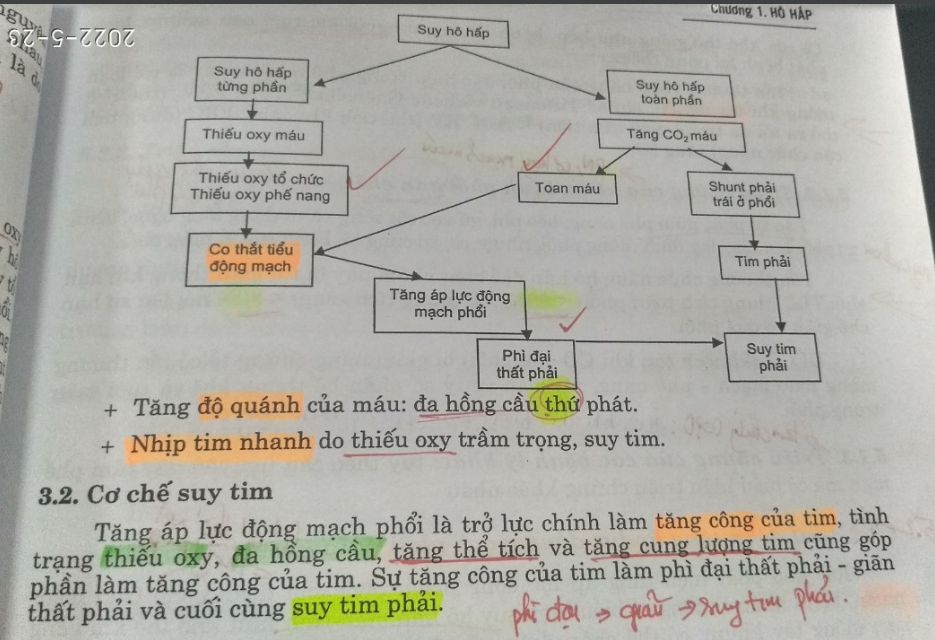 Chương 1. HÔ HẤP
Suy hô hấp
Suy hô hấp
từng phần
Suy hô hấp
toàn phần
Thiếu oxy máu
Tăng CO₂ máu
Thiếu oxy tổ chức
Thiếu oxy phế nang
Toan máu
Shunt phải
trái ở phổi
Co thắt tiểu
động mạch
Tim phải
Tăng áp lực động
mạch phổi
Phì đại
thất phải
Suy tim
phải
+ Tăng độ quánh của máu: đa hồng cầu thứ phát.
+ Nhịp tim nhanh do thiếu oxy trầm trọng, suy tim.
3.2. Cơ chế suy tim
Tăng áp lực động mạch phổi là trở lực chính làm tăng công của tim, tình
trạng thiếu oxy, đa hồng cầu, tăng thể tích và tăng cung lượng tim cũng góp
phần làm tăng công của tim. Sự tăng công của tim làm phì đại thất phải - giãn
thất phải và cuối cùng suy tim phải.
phì đại → giãn → suy tim phải.